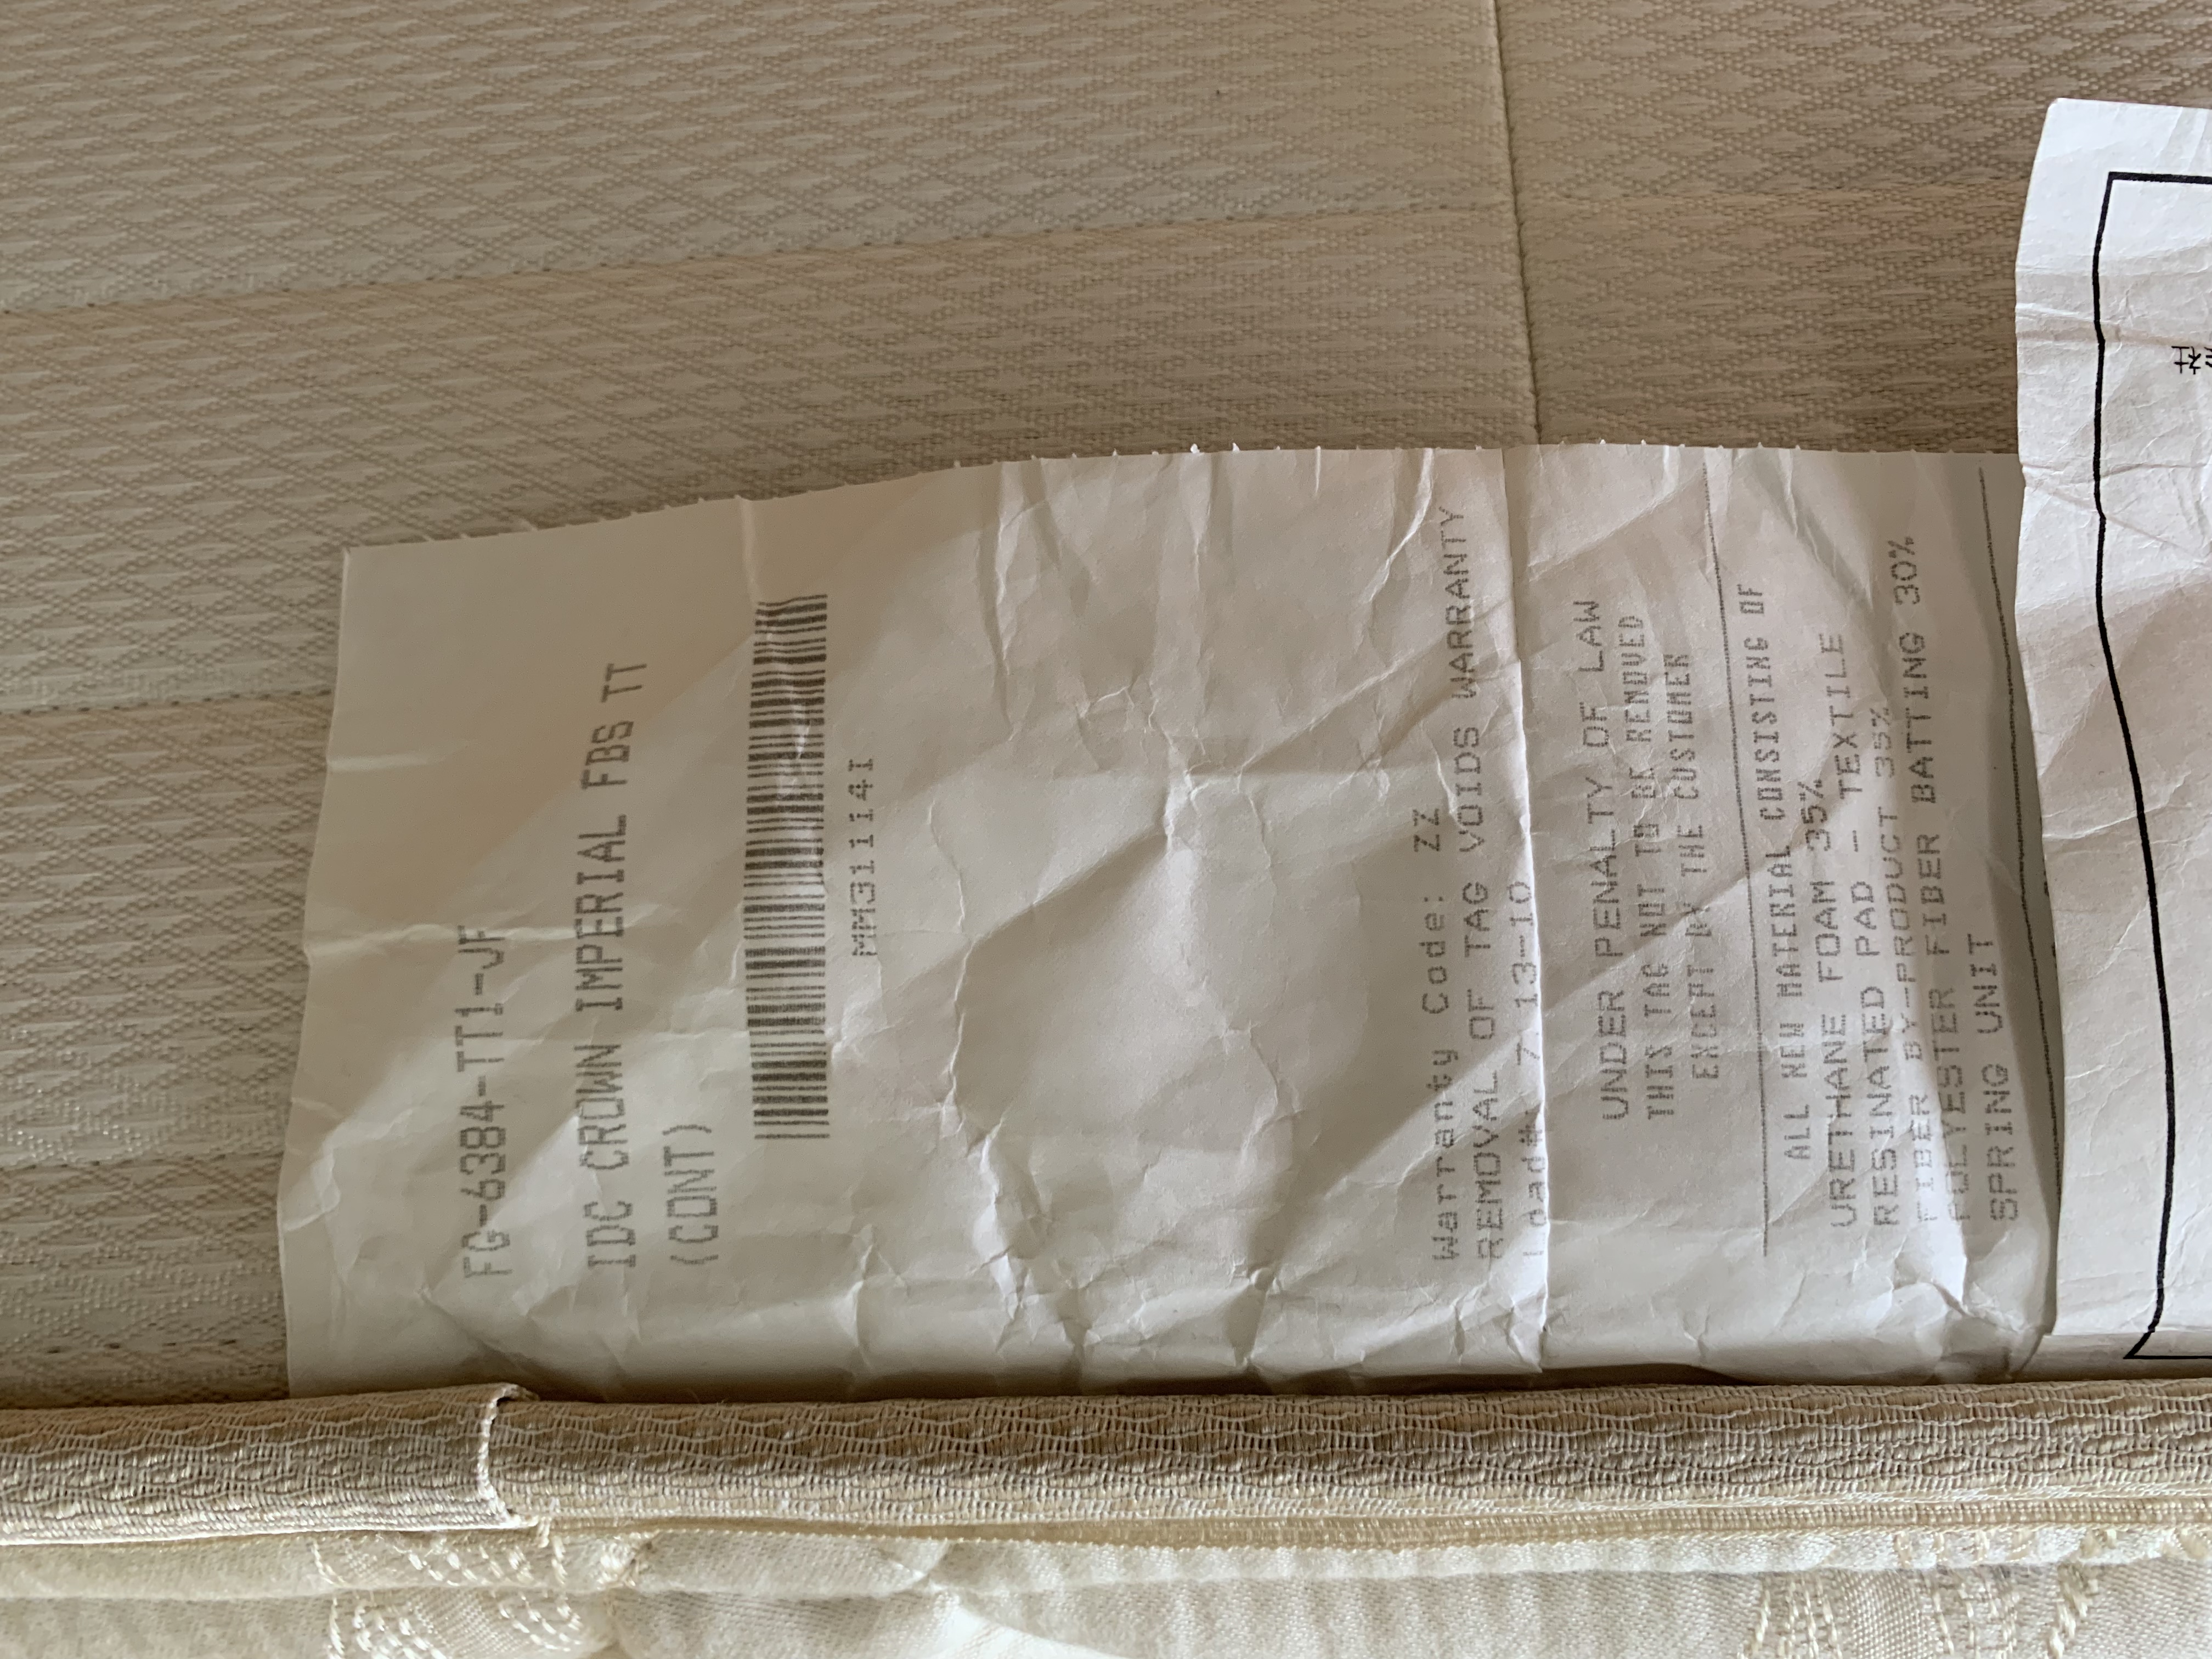 FG-6384-TT1-JF
IDC CROWN IMPERIAL FBS TT
(CONT)
MM311141
Warranty Code: ZZ
REMOVAL OF TAG VOIDS WARRANTY
Load#: 7.13-10
UNDER PENALTY OF LAW
THIS TAG NOT TO BE REMOVED
EXCEPT BY THE CUSTOMER
ALL NEW MATERIAL CONSISTING OF
URETHANE FOAM 35%
RESINATED PAD - TEXTILE
FIBER BY-PRODUCT 35%
POLYESTER FIBER BATTING 30%
SPRING UNIT
会社